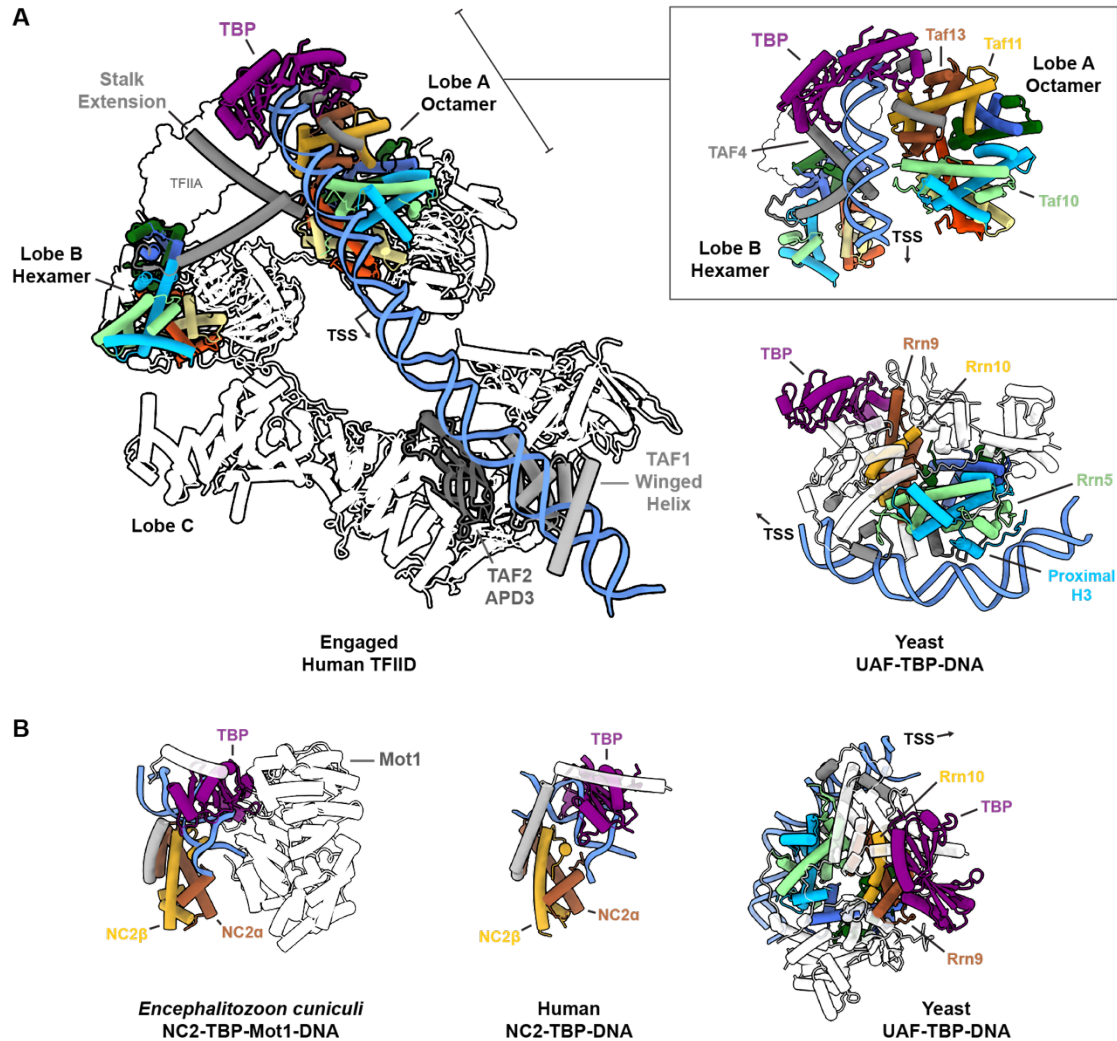 A
TBP
Stalk
Extension
Lobe A
Octamer
TFIIA
Lobe B
Hexamer
TSS
Lobe C
TAF1
Winged
Helix
TAF2
APD3
Engaged
Human TFIID
TBP
Taf13
Taf11
Lobe A
Octamer
TAF4
Taf10
Lobe B
Hexamer
TSS
TBP
Rrn9
Rrn10
Rrn5
TSS
Proximal
H3
Yeast
UAF-TBP-DNA
B
TBP
Mot1
NC2β
NC2α
Encephalitozoon cuniculi
NC2-TBP-Mot1-DNA
TBP
NC2β
NC2α
Human
NC2-TBP-DNA
TSS
Rrn10
TBP
Rrn9
Yeast
UAF-TBP-DNA